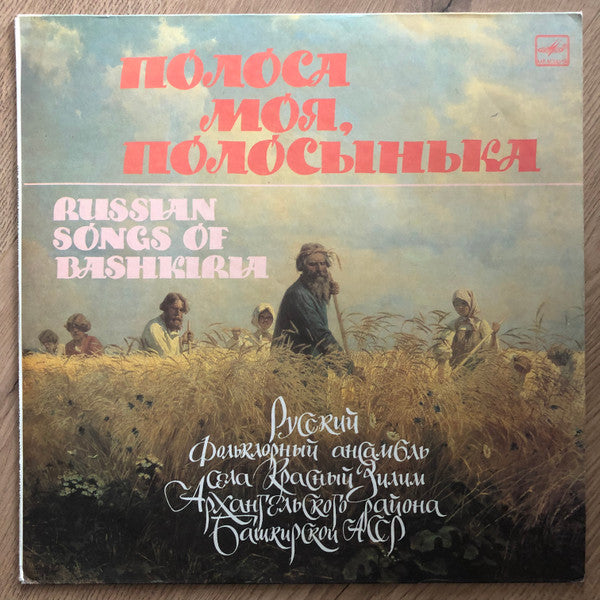 ПОЛОСА
МОЯ,
ПОЛОСЫНЬКА
RUSSIAN
SONGS OF
BASHKIRIA
Русский
фольклорный ансамбль
села Красный Зилим
Архангельского района
Башкирской АССР